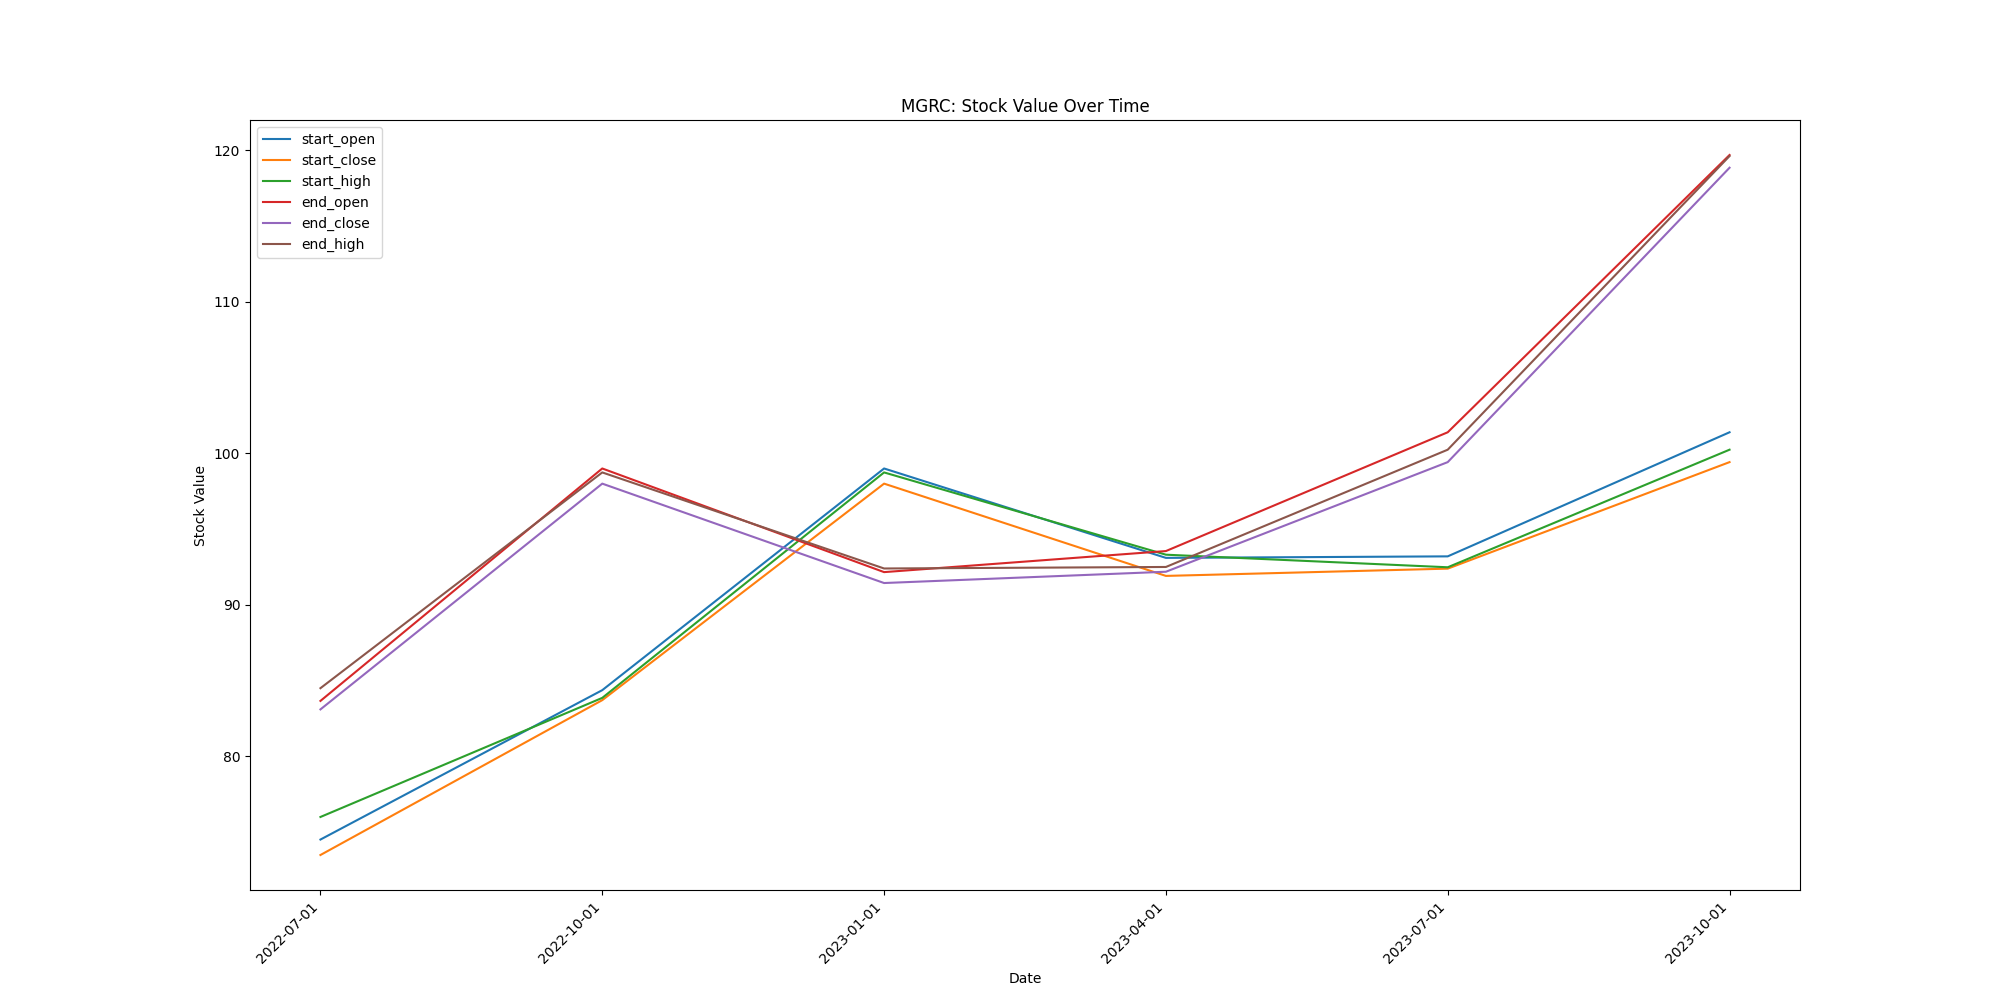 MGRC: Stock Value Over Time
start_open
start_close
start_high
end_open
end_close
end_high
120
110
100
90
80
Stock Value
2022-07-01
2022-10-01
2023-01-01
2023-04-01
2023-07-01
2023-10-01
Date